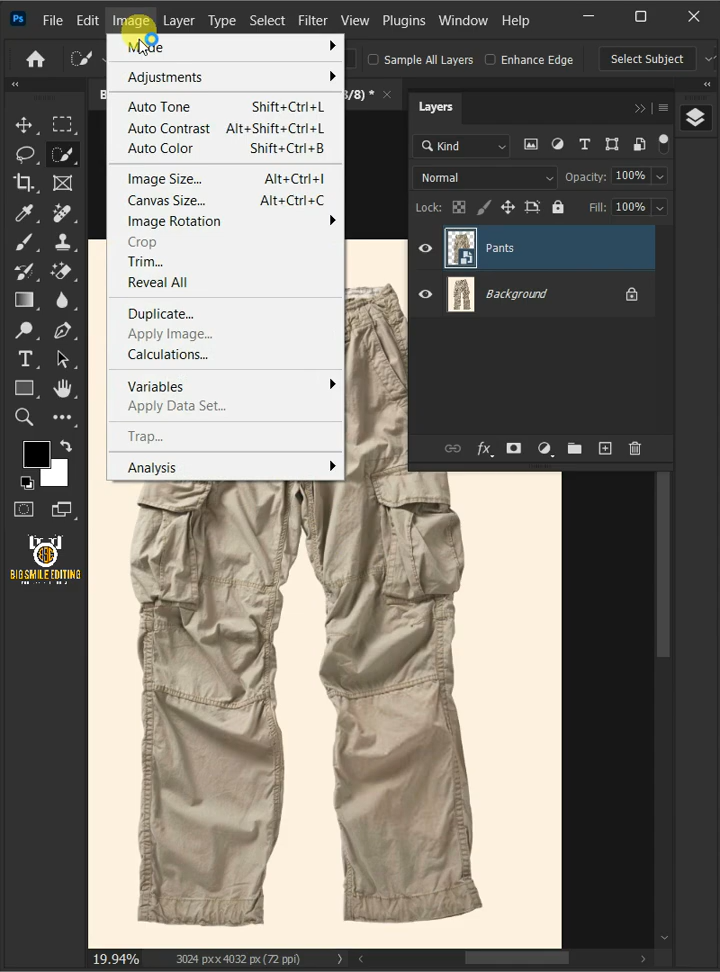 Ps File Edit Image Layer Type Select Filter View Plugins Window Help
Sample All Layers Enhance Edge Select Subject
/8) *
Mode
Adjustments
Auto Tone Shift+Ctrl+L
Auto Contrast Alt+Shift+Ctrl+L
Auto Color Shift+Ctrl+B
Image Size... Alt+Ctrl+I
Canvas Size... Alt+Ctrl+C
Image Rotation
Crop
Trim...
Reveal All
Duplicate...
Apply Image...
Calculations...
Variables
Apply Data Set...
Trap...
Analysis
Layers
Kind
Normal Opacity: 100%
Lock: Fill: 100%
Pants
Background
fx
BIG SMILE EDITING
19.94% 3024 px x 4032 px (72 ppi)